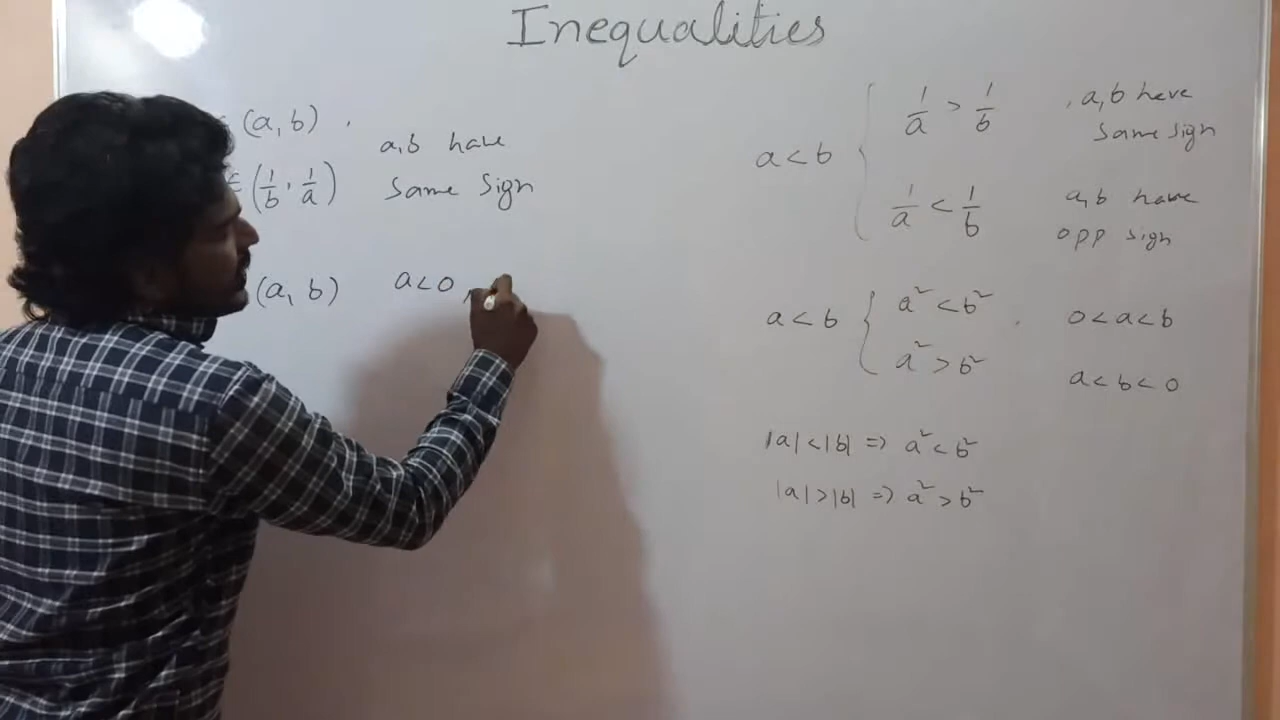 Inequalities
∈ (a, b) .
a,b have
∈ (1/b, 1/a) same sign
(a, b) a<0 ,
a < b { 1/a > 1/b , a,b have same sign
1/a < 1/b a, b have opp sign
a < b { a² < b² . 0 < a < b
a² > b² a < b < 0
|a| < |b| => a² < b²
|a| > |b| => a² > b²